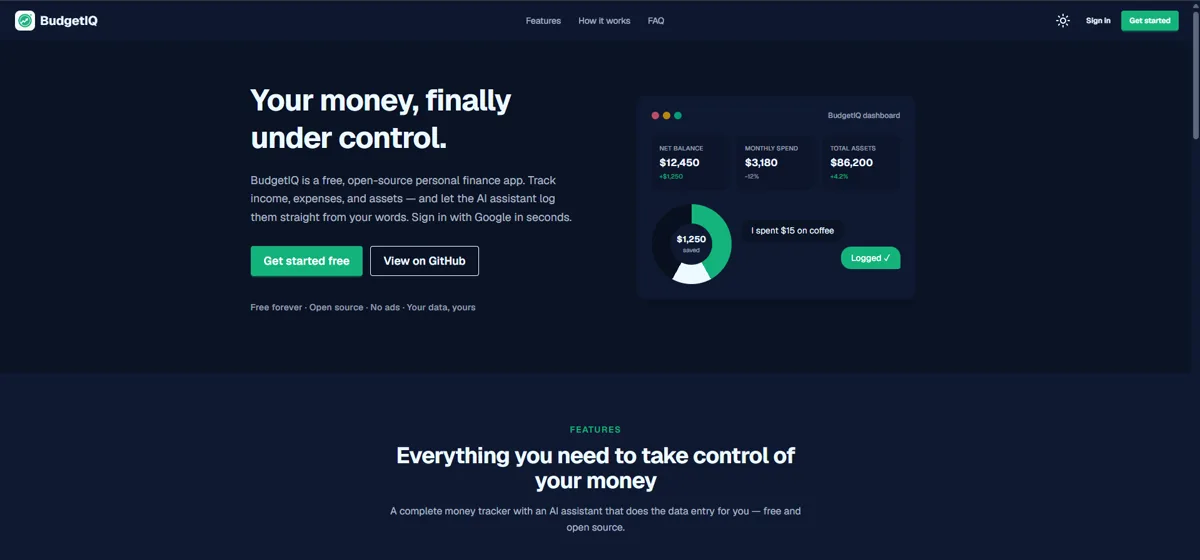 BudgetIQ
Features
How it works
FAQ
Sign in
Get started
Your money, finally
under control.
BudgetIQ is a free, open-source personal finance app. Track
income, expenses, and assets — and let the AI assistant log
them straight from your words. Sign in with Google in seconds.
Get started free
View on GitHub
Free forever · Open source · No ads · Your data, yours
BudgetIQ dashboard
NET BALANCE
$12,450
+$1,250
MONTHLY SPEND
$3,180
-12%
TOTAL ASSETS
$86,200
+4.2%
$1,250
saved
I spent $15 on coffee
Logged ✓
FEATURES
Everything you need to take control of
your money
A complete money tracker with an AI assistant that does the data entry for you — free and
open source.